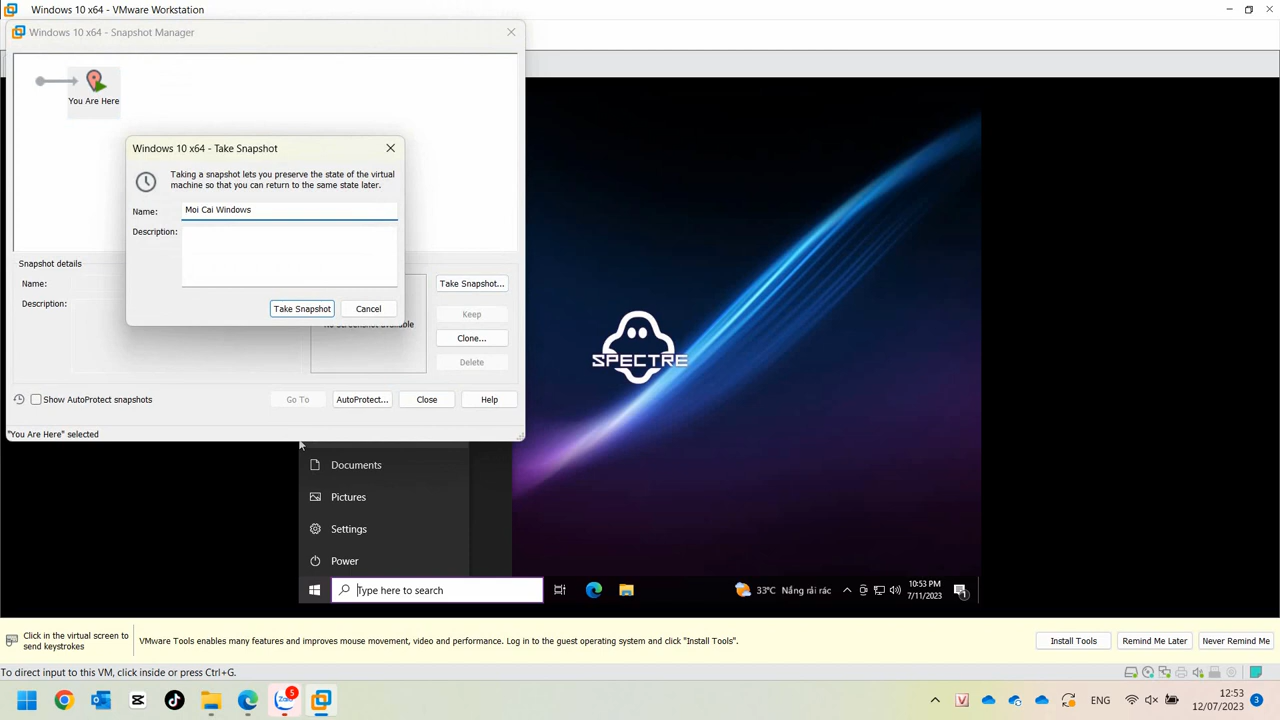 Windows 10 x64 - VMware Workstation
Windows 10 x64 - Snapshot Manager
You Are Here
Windows 10 x64 - Take Snapshot
Taking a snapshot lets you preserve the state of the virtual
machine so that you can return to the same state later.
Name: Moi Cai Windows
Description:
Take Snapshot Cancel
Snapshot details
Name:
Description:
Take Snapshot...
Keep
Clone...
Delete
Show AutoProtect snapshots
Go To AutoProtect... Close Help
"You Are Here" selected
SPECTRE
Documents
Pictures
Settings
Power
Type here to search
33°C Nắng rải rác
10:53 PM
7/11/2023
1
Click in the virtual screen to
send keystrokes
VMware Tools enables many features and improves mouse movement, video and performance. Log in to the guest operating system and click "Install Tools".
Install Tools Remind Me Later Never Remind Me
To direct input to this VM, click inside or press Ctrl+G.
5
ENG
12:53
12/07/2023
3